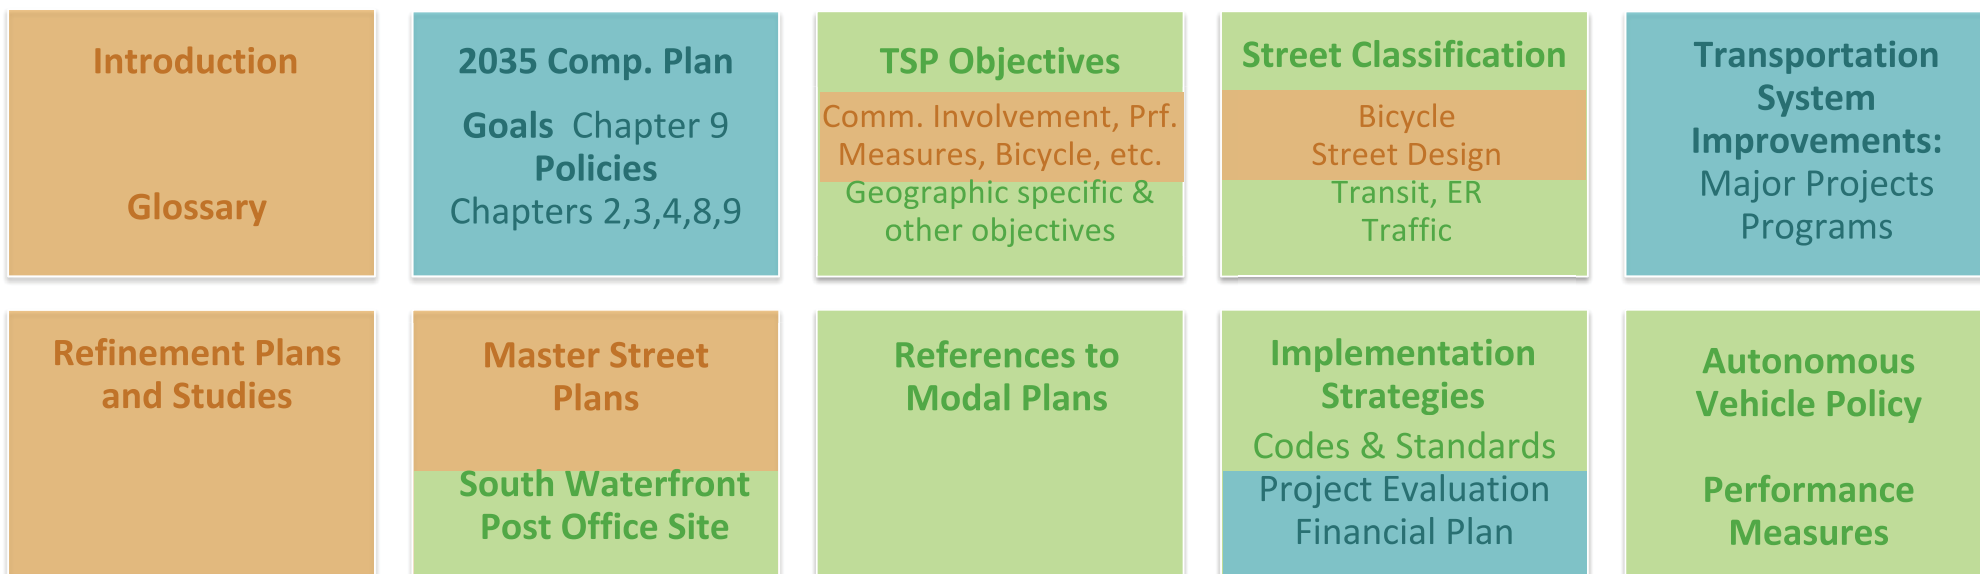 Introduction
Glossary
2035 Comp. Plan
Goals Chapter 9
Policies
Chapters 2,3,4,8,9
TSP Objectives
Comm. Involvement, Prf.
Measures, Bicycle, etc.
Geographic specific &
other objectives
Street Classification
Bicycle
Street Design
Transit, ER
Traffic
Transportation
System
Improvements:
Major Projects
Programs
Refinement Plans
and Studies
Master Street
Plans
South Waterfront
Post Office Site
References to
Modal Plans
Implementation
Strategies
Codes & Standards
Project Evaluation
Financial Plan
Autonomous
Vehicle Policy
Performance
Measures